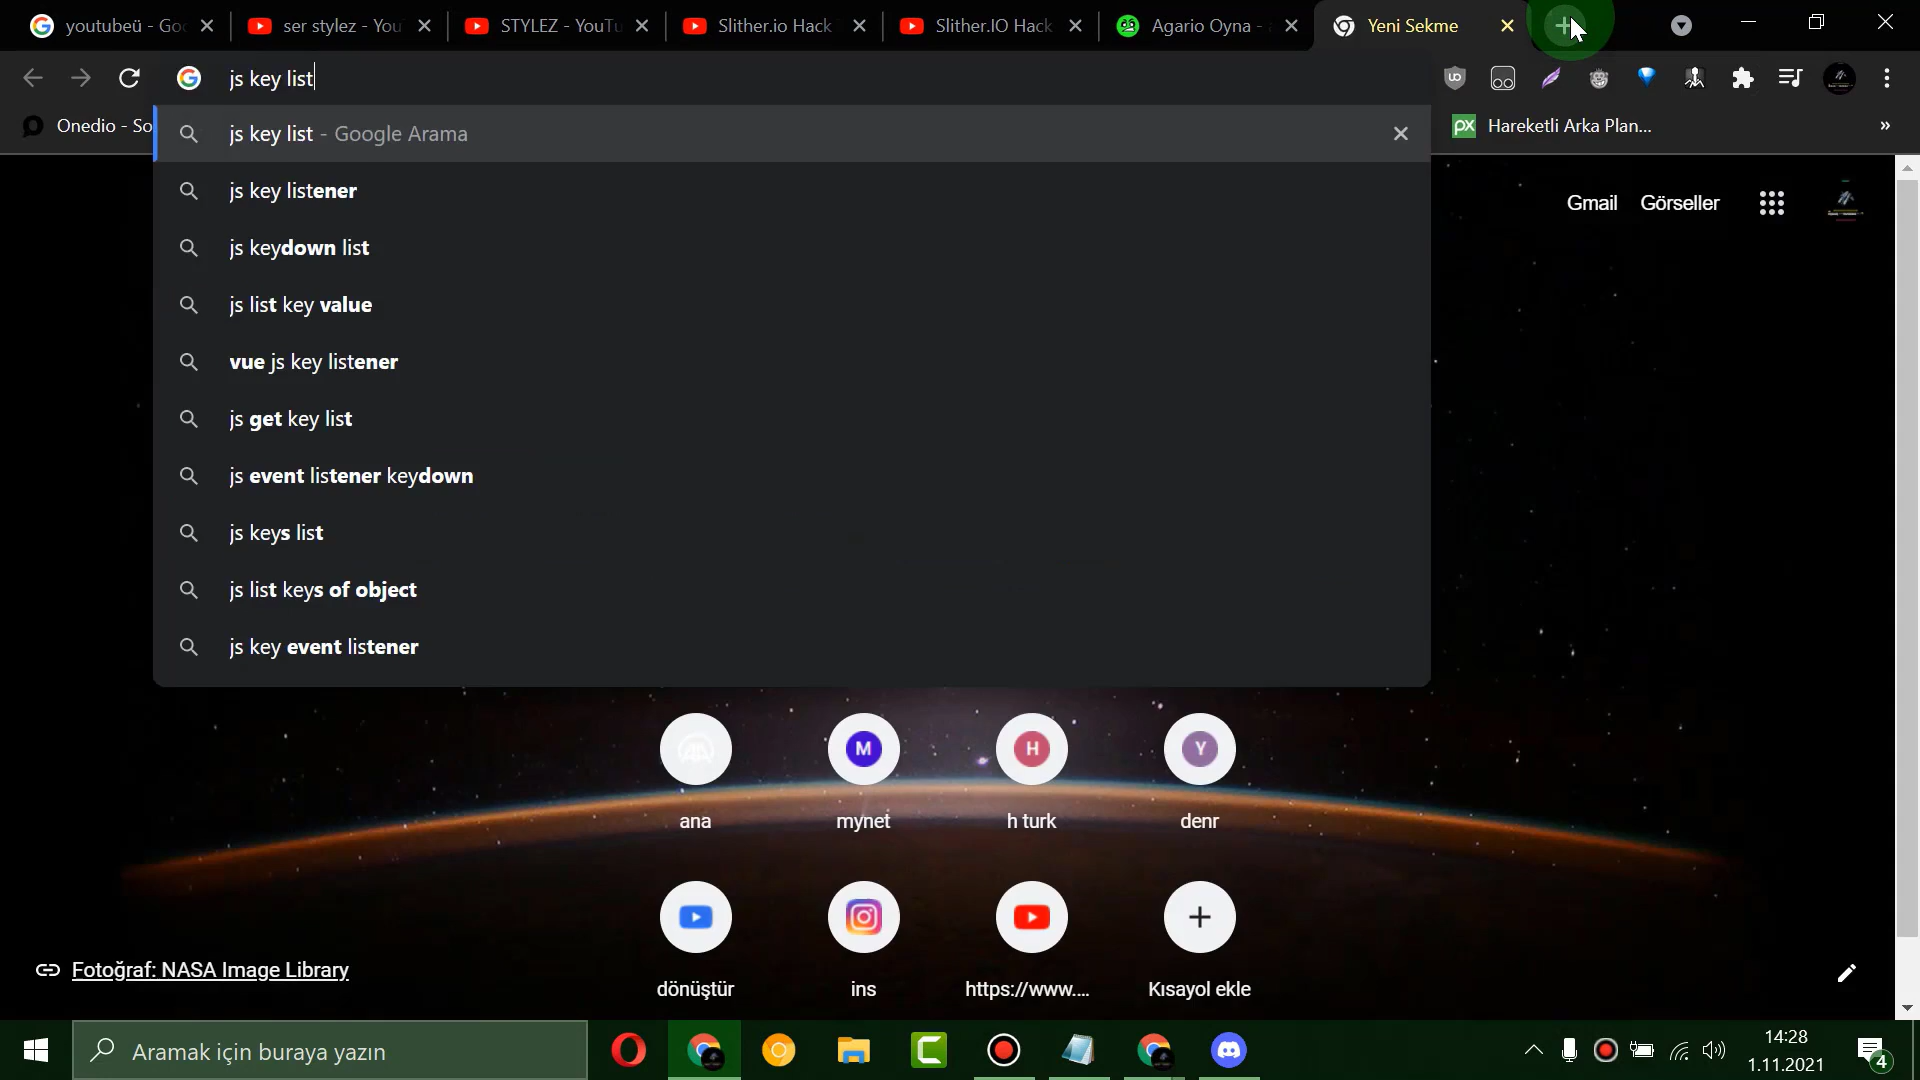 youtubeü - Goo
ser stylez - You
STYLEZ - YouTu
Slither.io Hack
Slither.IO Hack
Agario Oyna - a
Yeni Sekme
js key list
Onedio - So
Hareketli Arka Plan...
»
js key list - Google Arama
js key listener
js keydown list
js list key value
vue js key listener
js get key list
js event listener keydown
js keys list
js list keys of object
js key event listener
Gmail Görseller
M H Y
ana mynet h turk denr
dönüştür ins https://www.... Kısayol ekle
Fotoğraf: NASA Image Library
Aramak için buraya yazın
14:28
1.11.2021
4